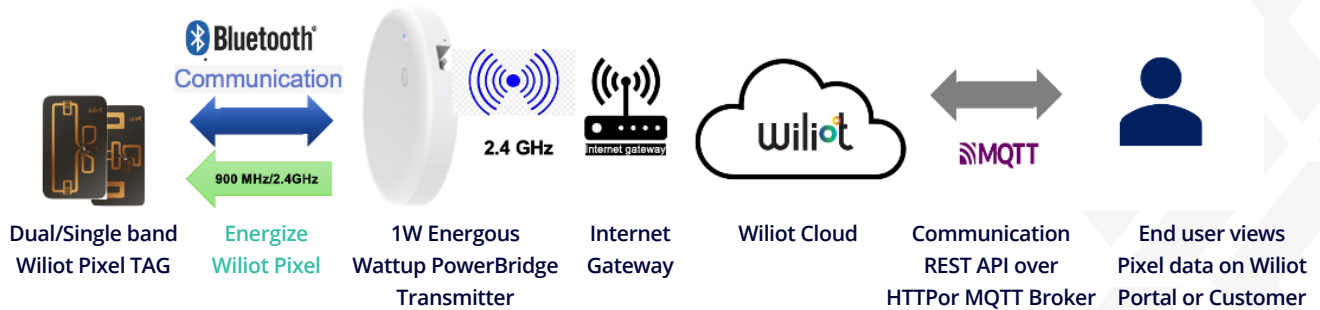 Bluetooth®
Communication
900 MHz/2.4GHz
wiliot
wiliot
2.4 GHz
Internet gateway
wiliot
MQTT
Dual/Single band
Wiliot Pixel TAG
Energize
Wiliot Pixel
1W Energous
Wattup PowerBridge
Transmitter
Internet
Gateway
Wiliot Cloud
Communication
REST API over
HTTPor MQTT Broker
End user views
Pixel data on Wiliot
Portal or Customer